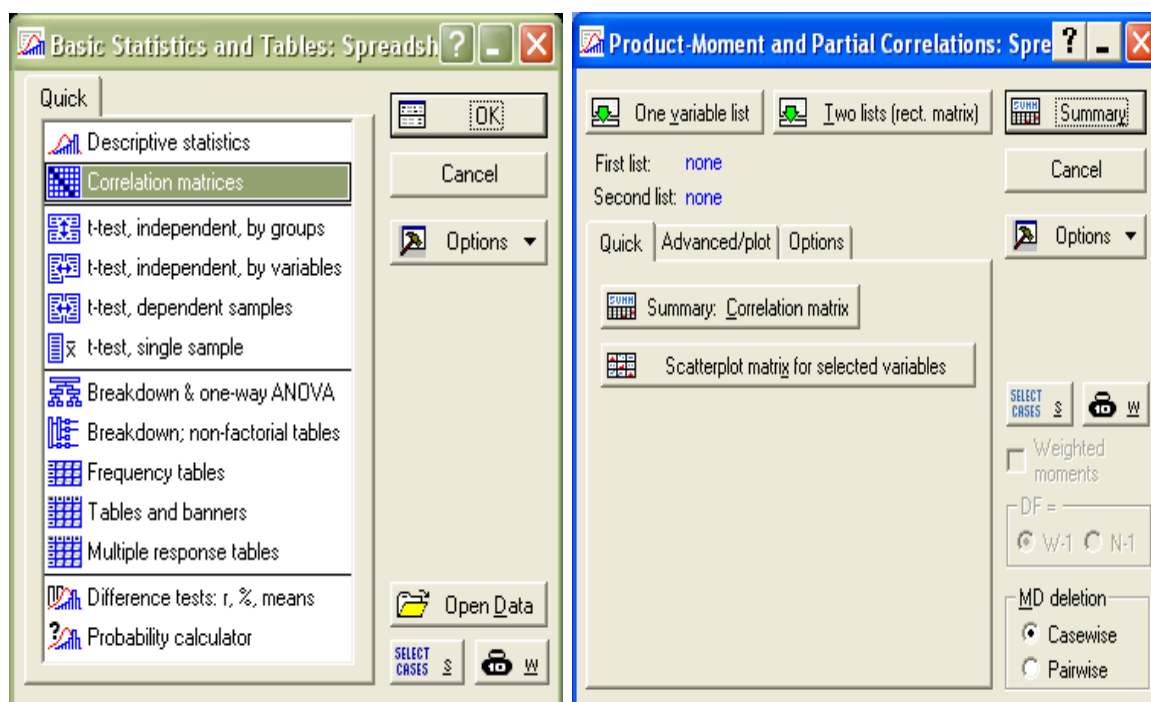 Basic Statistics and Tables: Spreadsh
Quick
Descriptive statistics
Correlation matrices
t-test, independent, by groups
t-test, independent, by variables
t-test, dependent samples
t-test, single sample
Breakdown & one-way ANOVA
Breakdown; non-factorial tables
Frequency tables
Tables and banners
Multiple response tables
Difference tests: r, %, means
Probability calculator
OK
Cancel
Options
Open Data
SELECT CASES S
W
Product-Moment and Partial Correlations: Spre
One variable list
Two lists (rect. matrix)
First list: none
Second list: none
Quick Advanced/plot Options
Summary: Correlation matrix
Scatterplot matrix for selected variables
Summary
Cancel
Options
SELECT CASES S
W
Weighted
moments
DF =
W-1 N-1
MD deletion
Casewise
Pairwise